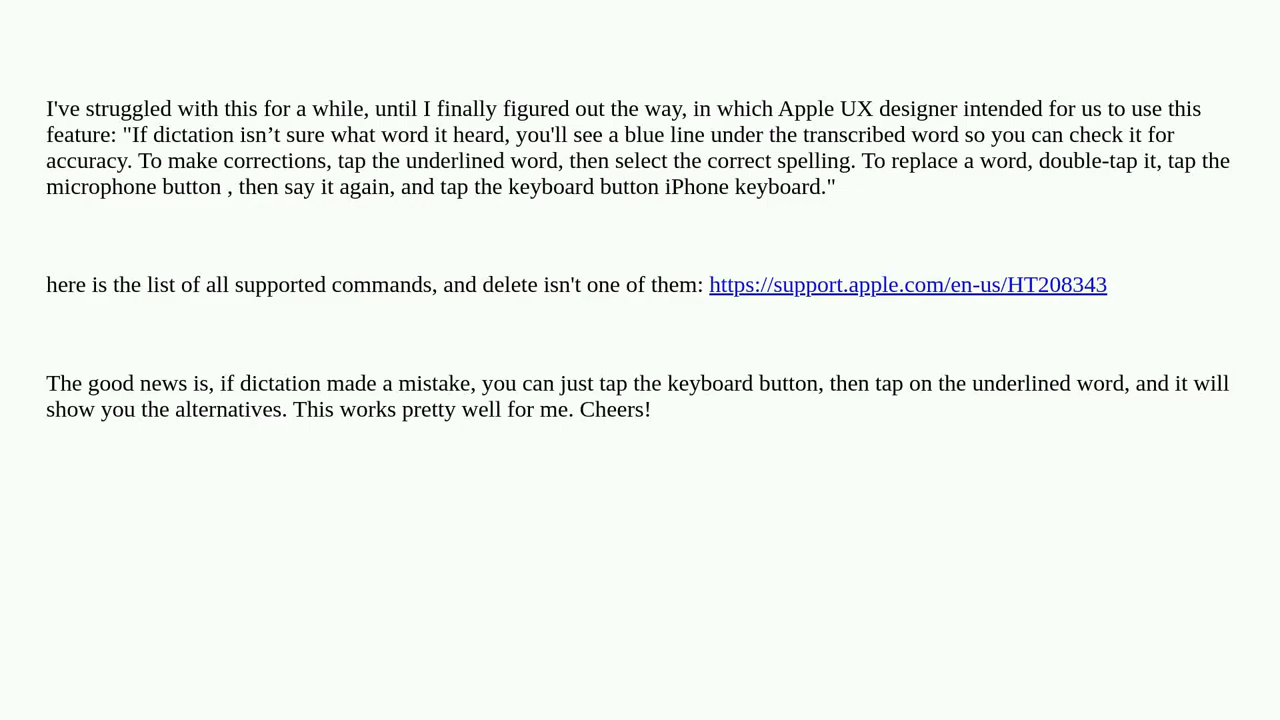 I've struggled with this for a while, until I finally figured out the way, in which Apple UX designer intended for us to use this
feature: "If dictation isn’t sure what word it heard, you'll see a blue line under the transcribed word so you can check it for
accuracy. To make corrections, tap the underlined word, then select the correct spelling. To replace a word, double-tap it, tap the
microphone button , then say it again, and tap the keyboard button iPhone keyboard."
here is the list of all supported commands, and delete isn't one of them: https://support.apple.com/en-us/HT208343
The good news is, if dictation made a mistake, you can just tap the keyboard button, then tap on the underlined word, and it will
show you the alternatives. This works pretty well for me. Cheers!